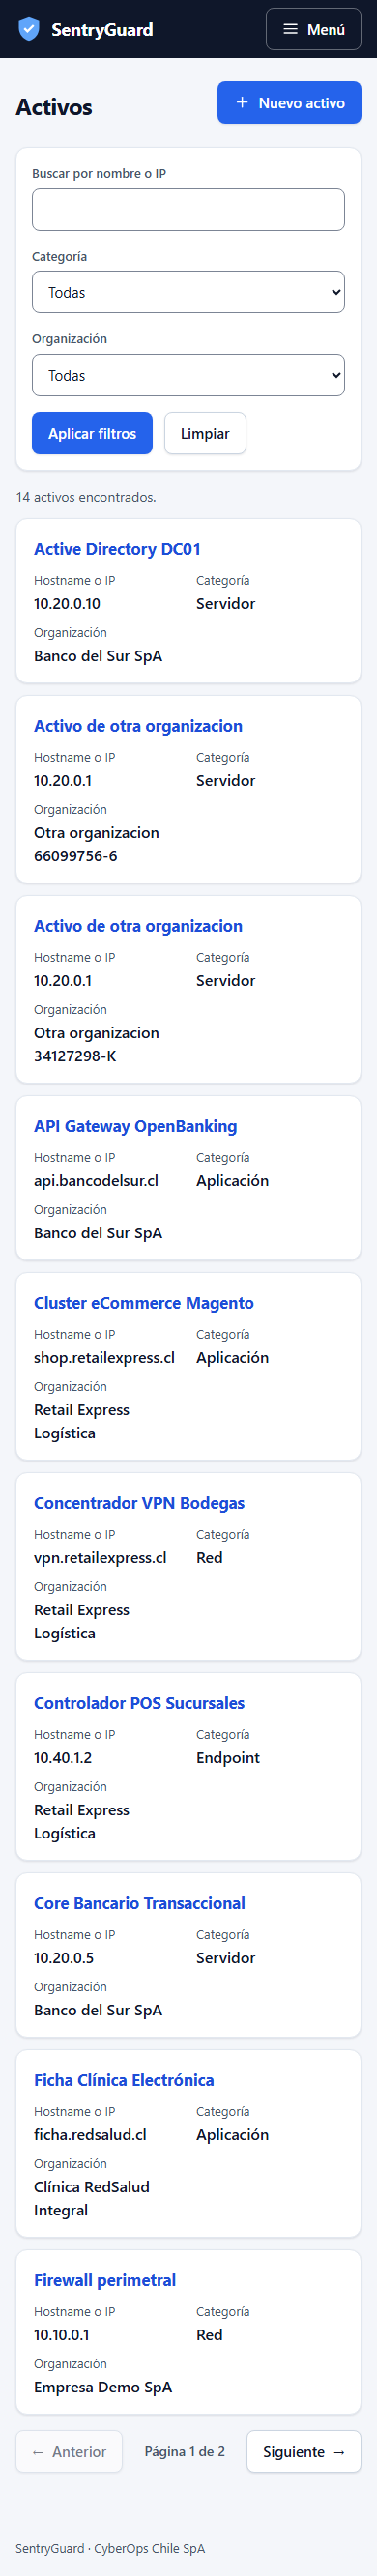 SentryGuard
Menú
Activos
+ Nuevo activo
Buscar por nombre o IP
Categoría
Todas
Organización
Todas
Aplicar filtros
Limpiar
14 activos encontrados.
Active Directory DC01
Hostname o IP Categoría
10.20.0.10 Servidor
Organización
Banco del Sur SpA
Activo de otra organizacion
Hostname o IP Categoría
10.20.0.1 Servidor
Organización
Otra organizacion
66099756-6
Activo de otra organizacion
Hostname o IP Categoría
10.20.0.1 Servidor
Organización
Otra organizacion
34127298-K
API Gateway OpenBanking
Hostname o IP Categoría
api.bancodelsur.cl Aplicación
Organización
Banco del Sur SpA
Cluster eCommerce Magento
Hostname o IP Categoría
shop.retailexpress.cl Aplicación
Organización
Retail Express
Logística
Concentrador VPN Bodegas
Hostname o IP Categoría
vpn.retailexpress.cl Red
Organización
Retail Express
Logística
Controlador POS Sucursales
Hostname o IP Categoría
10.40.1.2 Endpoint
Organización
Retail Express
Logística
Core Bancario Transaccional
Hostname o IP Categoría
10.20.0.5 Servidor
Organización
Banco del Sur SpA
Ficha Clínica Electrónica
Hostname o IP Categoría
ficha.redsalud.cl Aplicación
Organización
Clínica RedSalud
Integral
Firewall perimetral
Hostname o IP Categoría
10.10.0.1 Red
Organización
Empresa Demo SpA
← Anterior Página 1 de 2 Siguiente →
SentryGuard · CyberOps Chile SpA